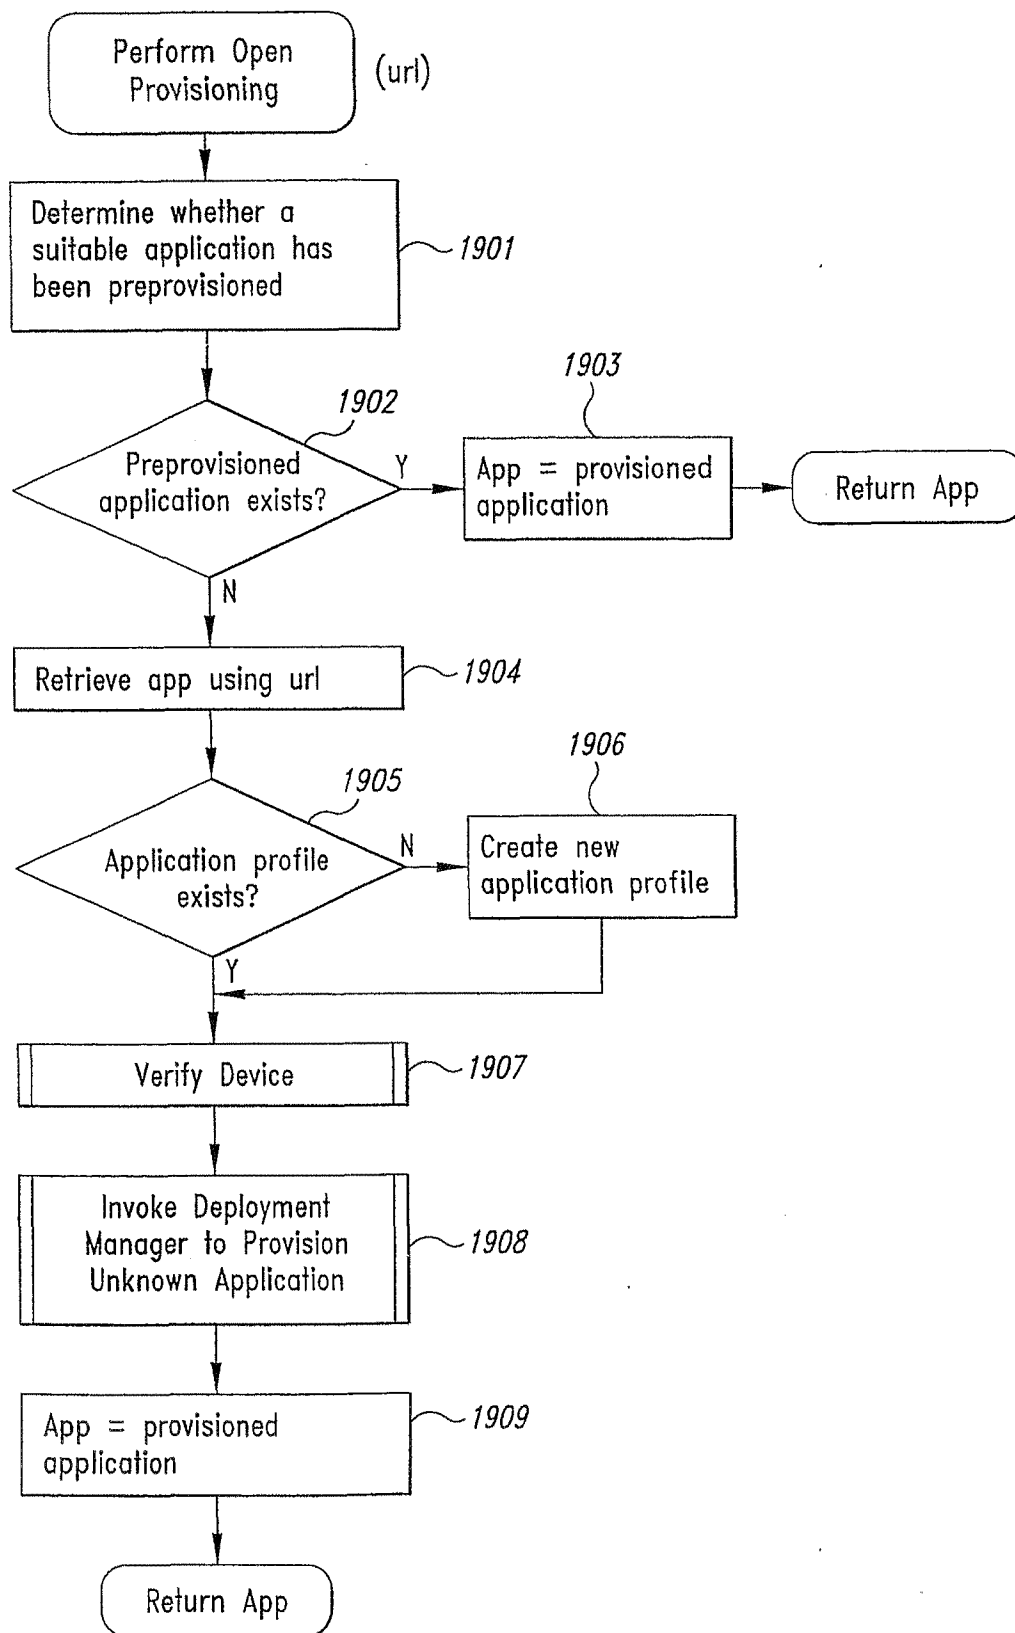 Perform Open
Provisioning
(url)
Determine whether a
suitable application has
been preprovisioned
1901
1902
Preprovisioned
application exists?
Y
N
1903
App = provisioned
application
Return App
Retrieve app using url
1904
1905
Application profile
exists?
N
Y
1906
Create new
application profile
Verify Device
1907
Invoke Deployment
Manager to Provision
Unknown Application
1908
App = provisioned
application
1909
Return App